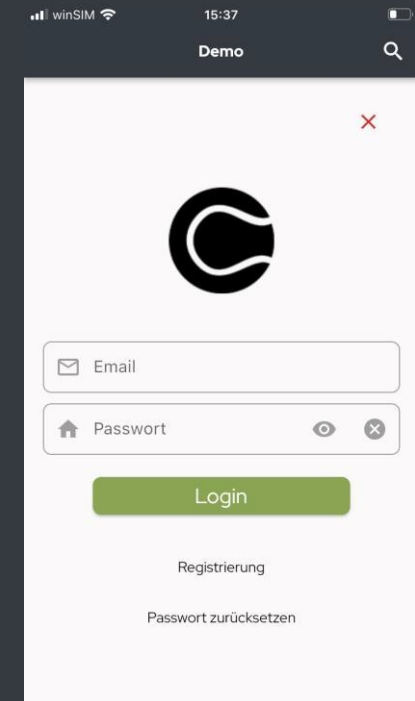 winSIM 15:37
Demo
Email
Passwort
Login
Registrierung
Passwort zurücksetzen